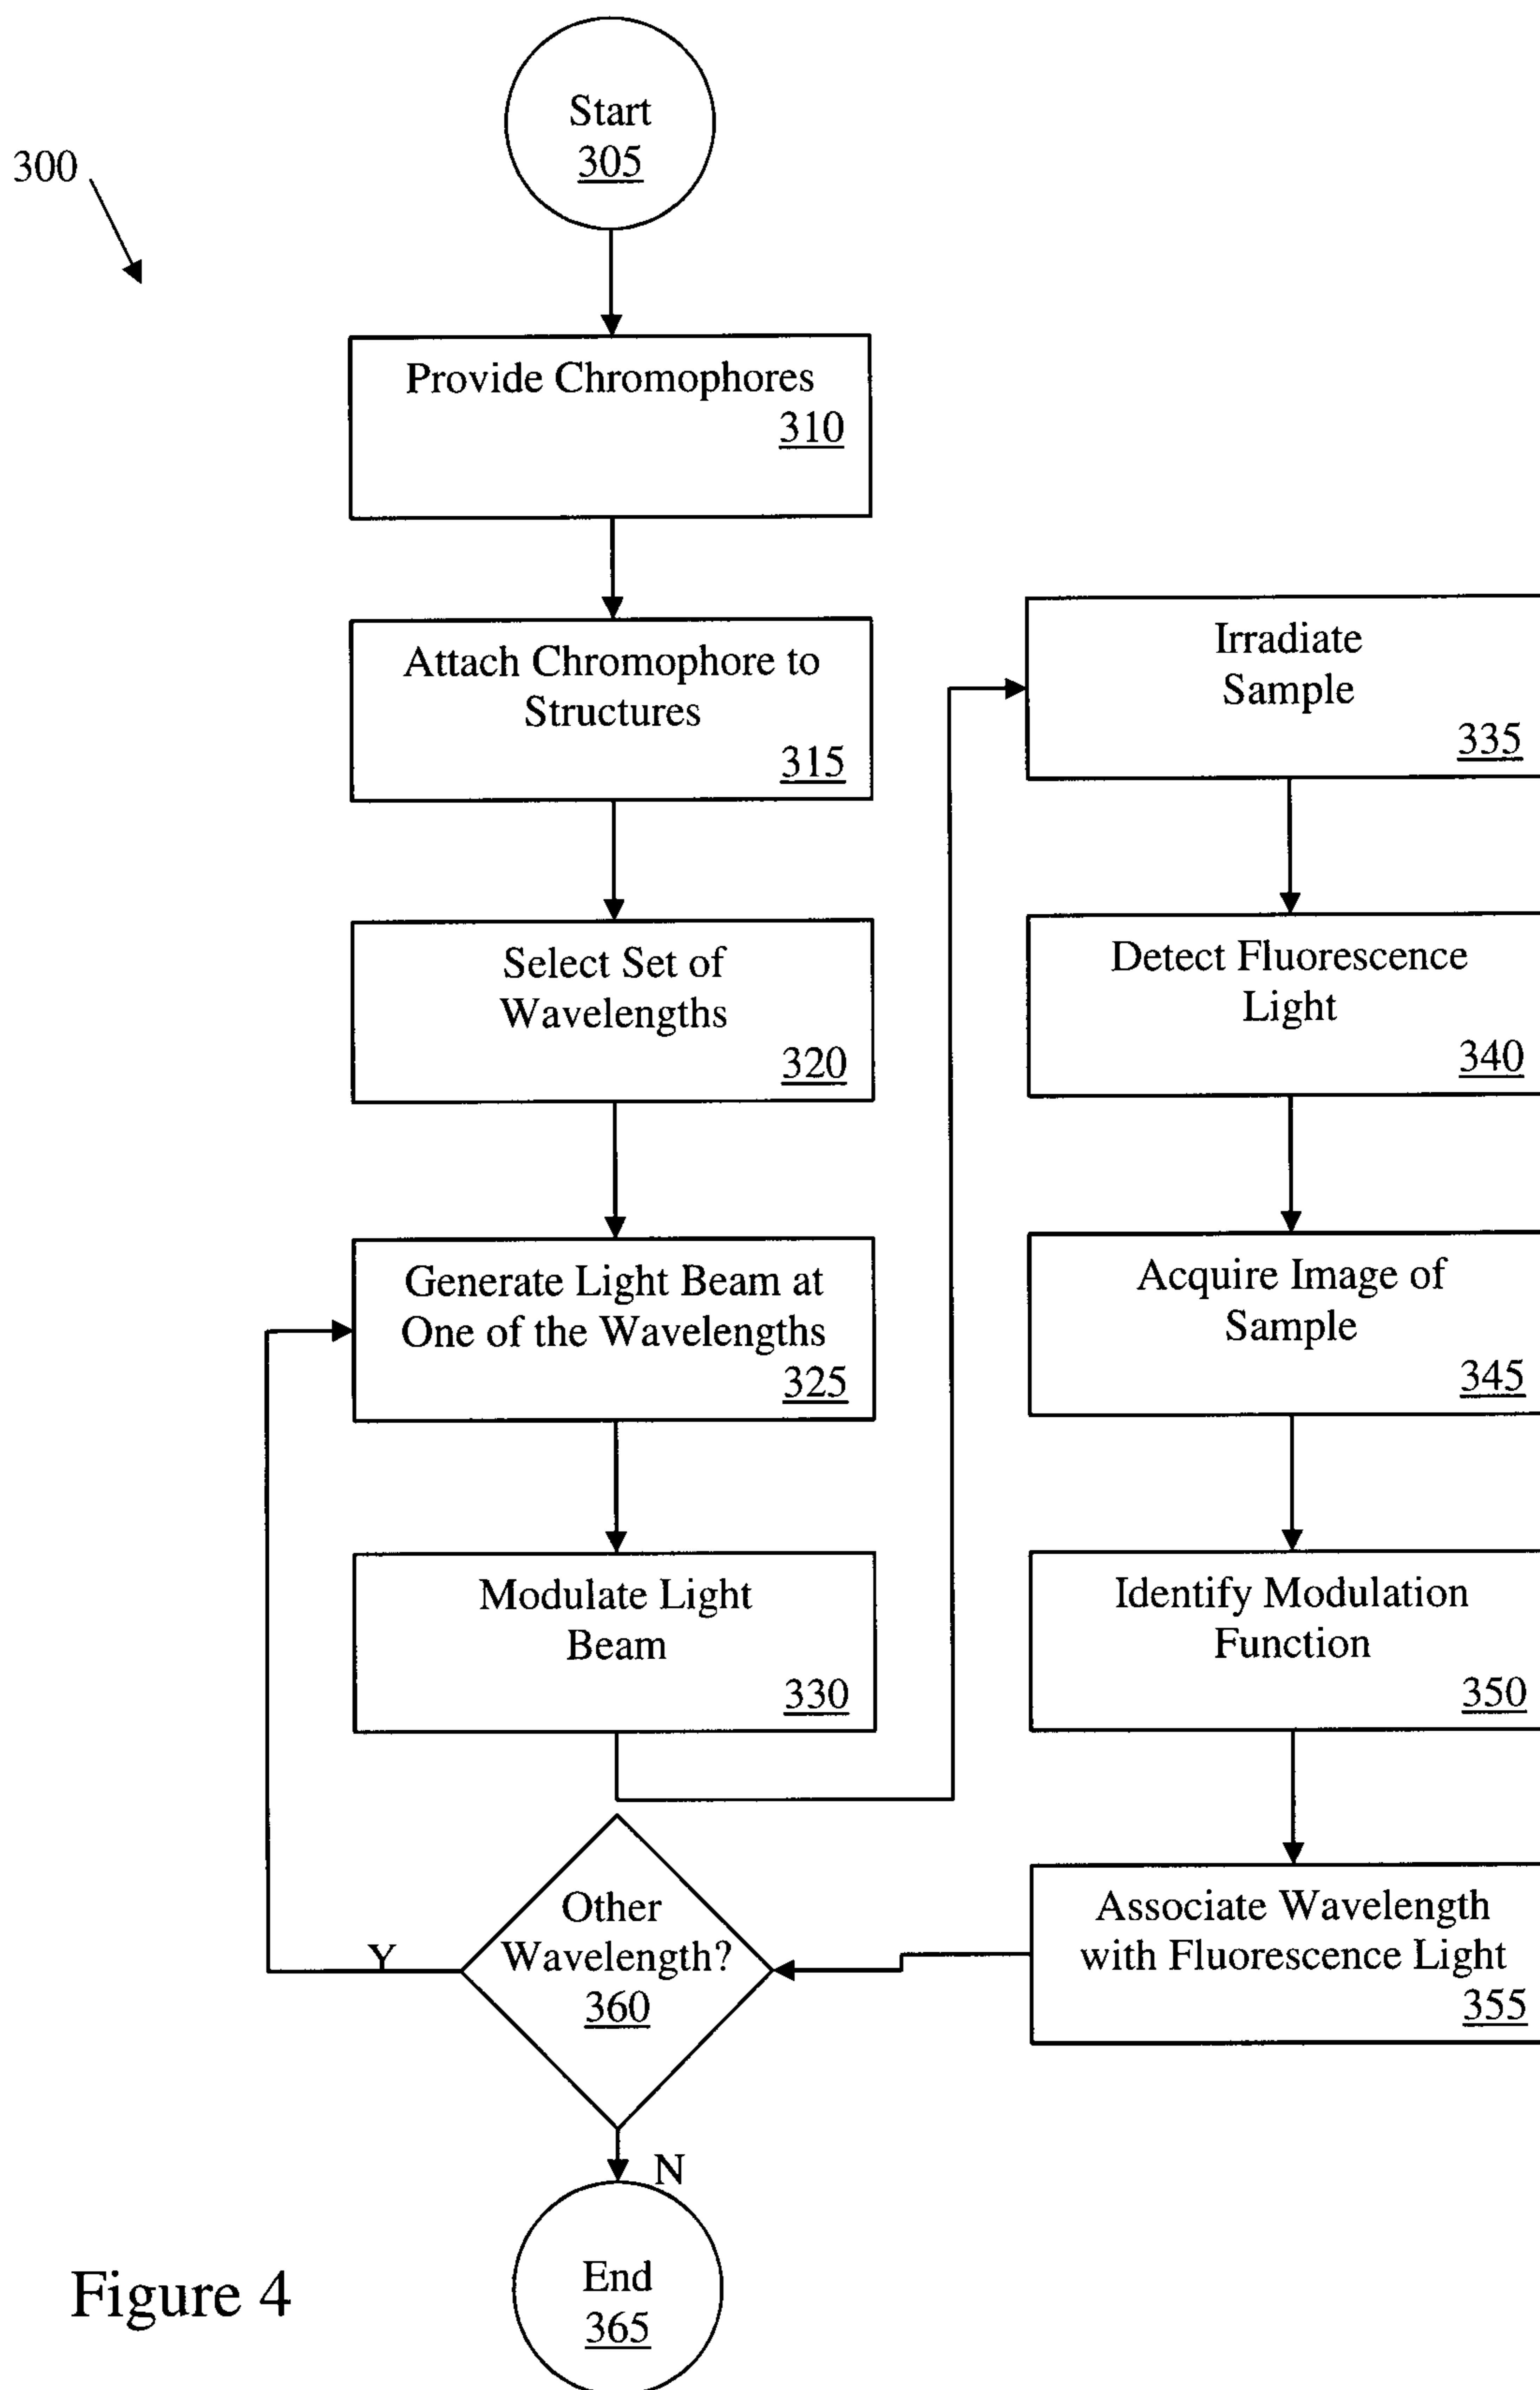 300
Start
305
Provide Chromophores
310
Attach Chromophore to
Structures
315
Select Set of
Wavelengths
320
Generate Light Beam at
One of the Wavelengths
325
Modulate Light
Beam
330
Irradiate
Sample
335
Detect Fluorescence
Light
340
Acquire Image of
Sample
345
Identify Modulation
Function
350
Associate Wavelength
with Fluorescence Light
355
Other
Wavelength?
360
Y
N
End
365
Figure 4